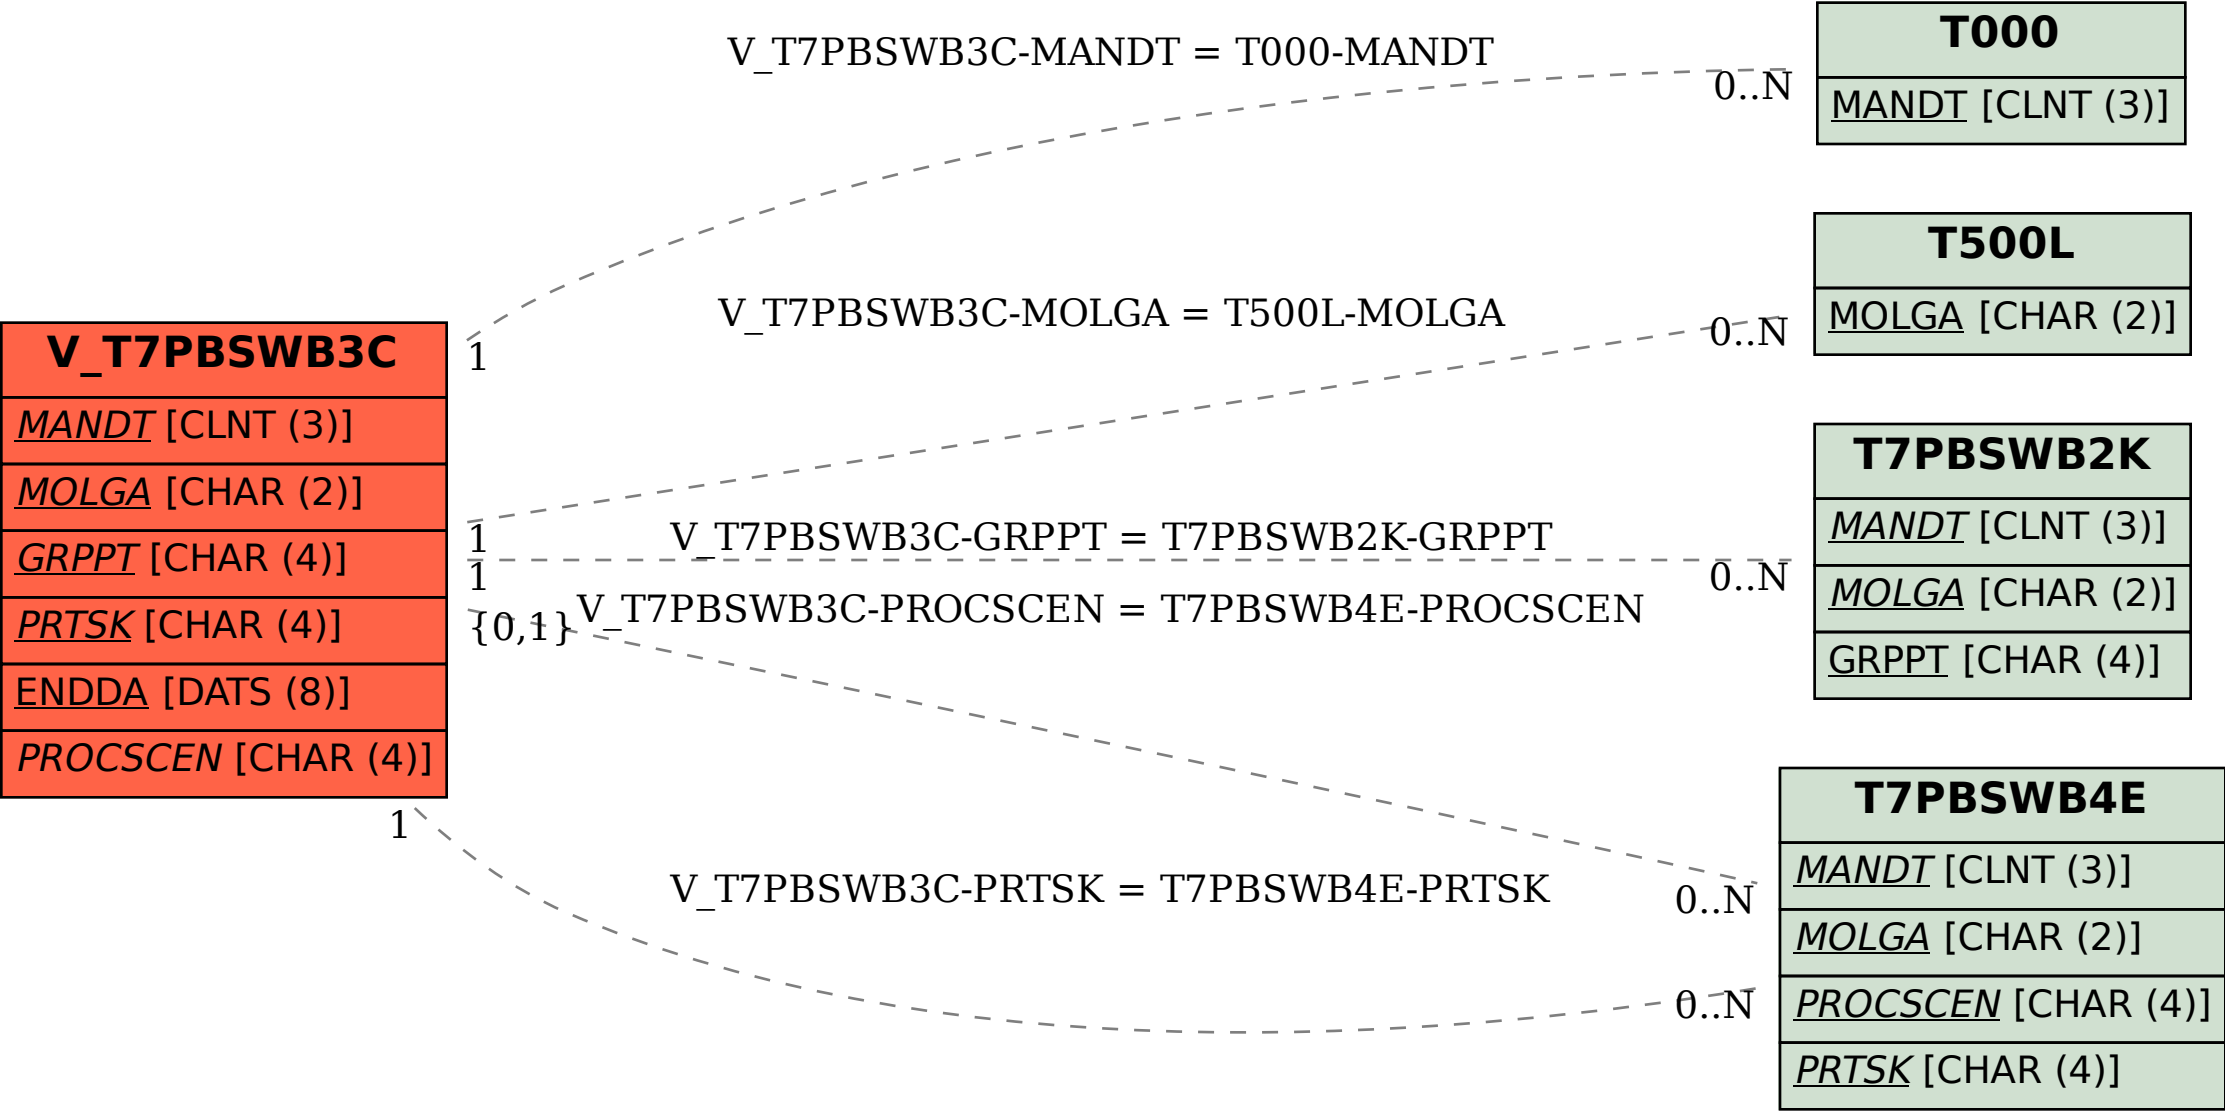 V_T7PBSWB3C
MANDT [CLNT (3)]
MOLGA [CHAR (2)]
GRPPT [CHAR (4)]
PRTSK [CHAR (4)]
ENDDA [DATS (8)]
PROCSCEN [CHAR (4)]
V_T7PBSWB3C-MANDT = T000-MANDT
0..N
1
V_T7PBSWB3C-MOLGA = T500L-MOLGA
0..N
1
V_T7PBSWB3C-GRPPT = T7PBSWB2K-GRPPT
1
0..N
V_T7PBSWB3C-PROCSCEN = T7PBSWB4E-PROCSCEN
{0,1}
0..N
1
V_T7PBSWB3C-PRTSK = T7PBSWB4E-PRTSK
0..N
T000
MANDT [CLNT (3)]
T500L
MOLGA [CHAR (2)]
T7PBSWB2K
MANDT [CLNT (3)]
MOLGA [CHAR (2)]
GRPPT [CHAR (4)]
T7PBSWB4E
MANDT [CLNT (3)]
MOLGA [CHAR (2)]
PROCSCEN [CHAR (4)]
PRTSK [CHAR (4)]